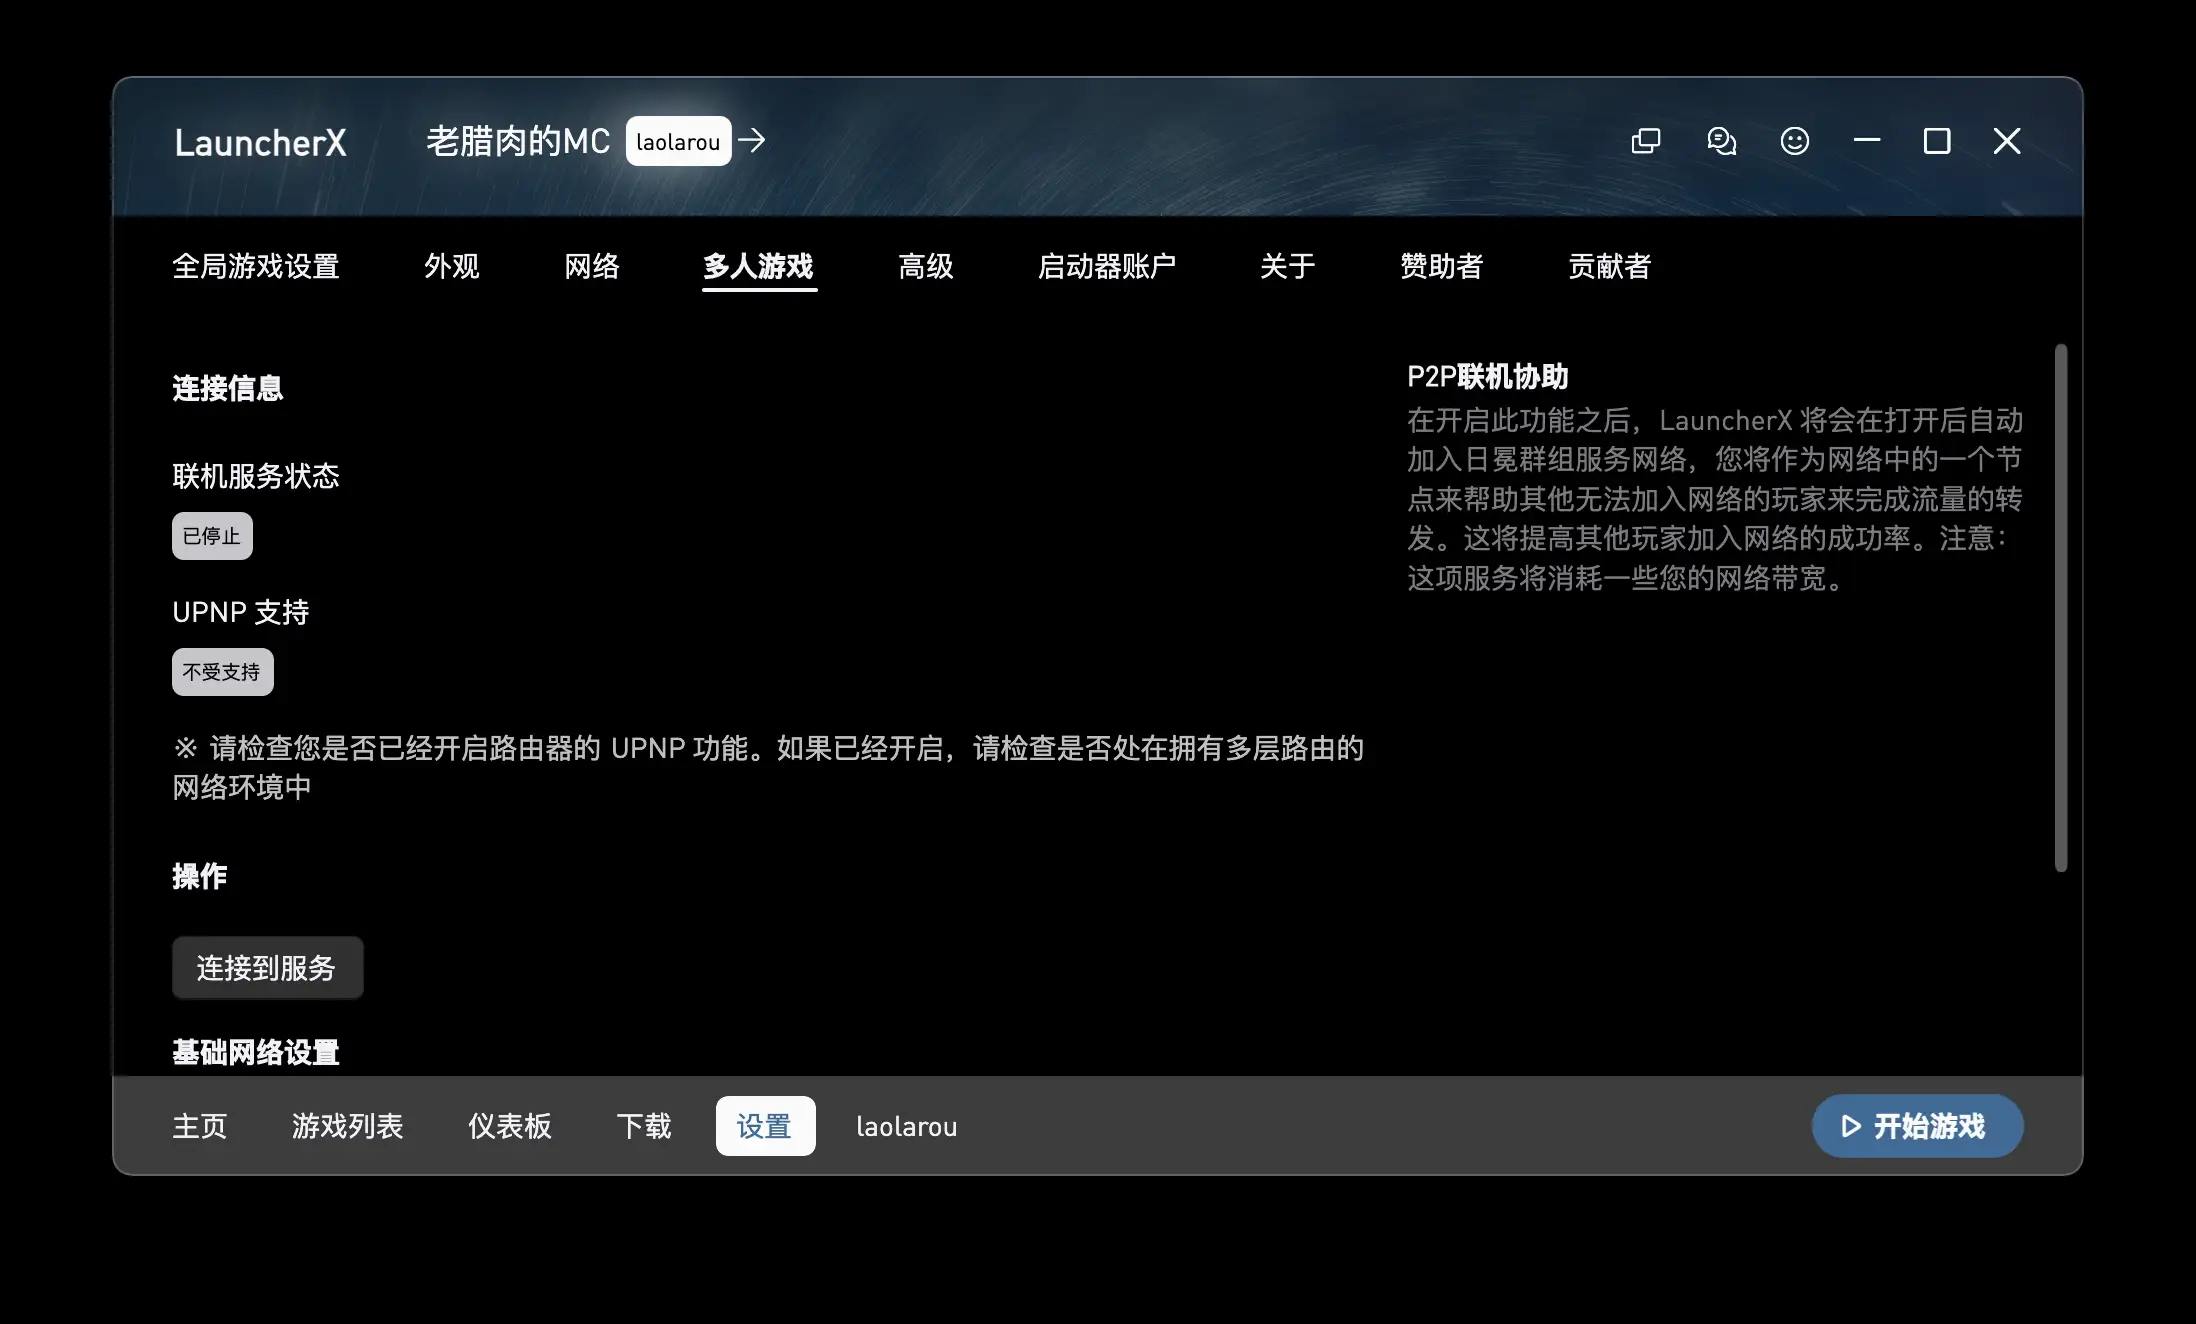 LauncherX
老腊肉的MC laolarou
全局游戏设置 外观 网络 多人游戏 高级 启动器账户 关于 赞助者 贡献者
连接信息
联机服务状态
已停止
UPNP 支持
不受支持
※ 请检查您是否已经开启路由器的 UPNP 功能。如果已经开启，请检查是否处在拥有多层路由的
网络环境中
操作
连接到服务
基础网络设置
P2P联机协助
在开启此功能之后，LauncherX 将会在打开后自动
加入日冕群组服务网络，您将作为网络中的一个节
点来帮助其他无法加入网络的玩家来完成流量的转
发。这将提高其他玩家加入网络的成功率。注意：
这项服务将消耗一些您的网络带宽。
主页 游戏列表 仪表板 下载 设置 laolarou
开始游戏